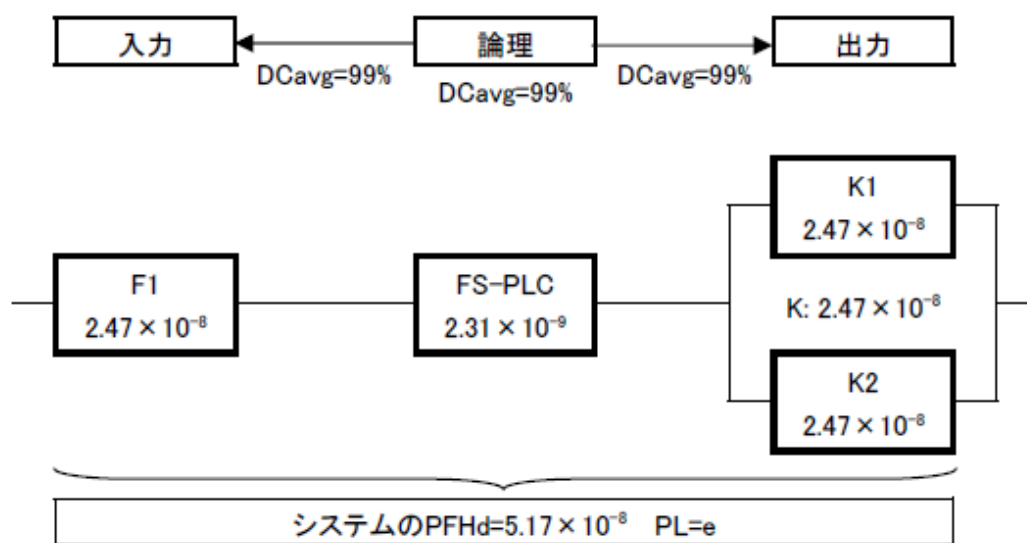 入力
論理
出力
DCavg=99%
DCavg=99%
DCavg=99%
K1
2.47×10⁻⁸
F1
2.47×10⁻⁸
FS-PLC
2.31×10⁻⁹
K: 2.47×10⁻⁸
K2
2.47×10⁻⁸
システムのPFHd=5.17×10⁻⁸ PL=e